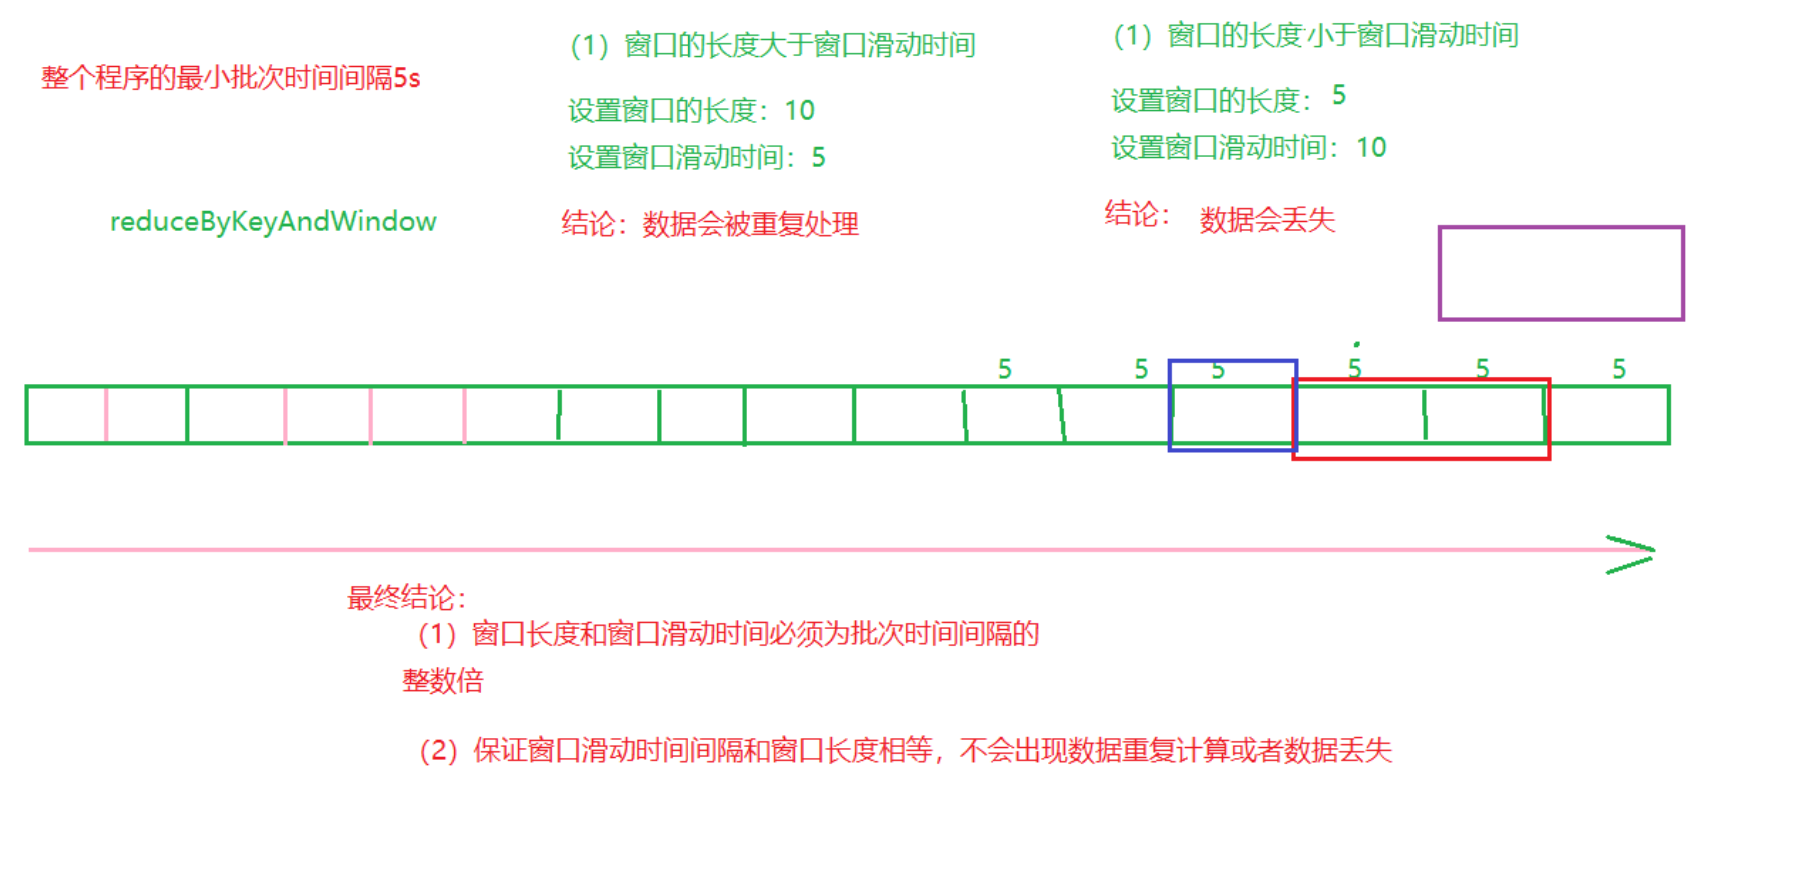 整个程序的最小批次时间间隔5s
reduceByKeyAndWindow
（1）窗口的长度大于窗口滑动时间
设置窗口的长度：10
设置窗口滑动时间：5
结论：数据会被重复处理
（1）窗口的长度小于窗口滑动时间
设置窗口的长度： 5
设置窗口滑动时间：10
结论： 数据会丢失
5 5 5 5 5 5
最终结论：
（1）窗口长度和窗口滑动时间必须为批次时间间隔的
整数倍
（2）保证窗口滑动时间间隔和窗口长度相等，不会出现数据重复计算或者数据丢失